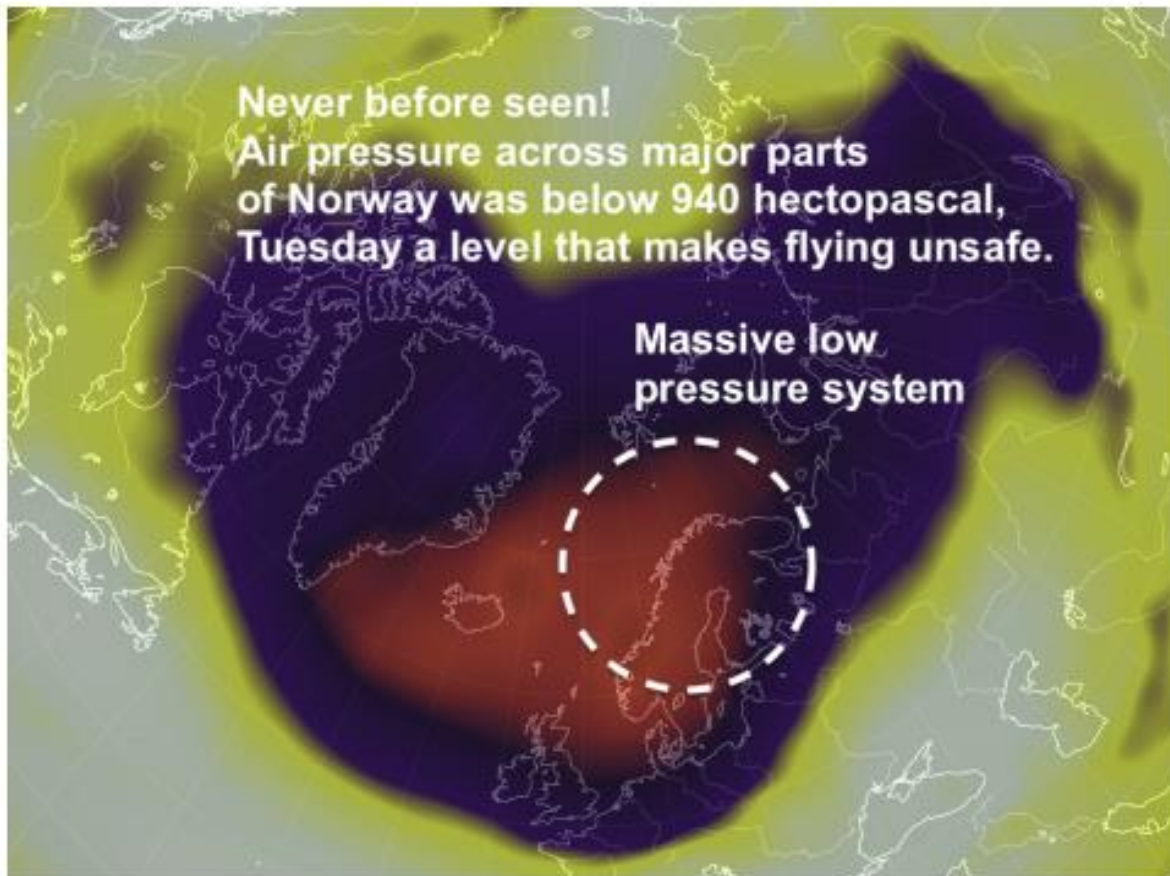 Never before seen!
Air pressure across major parts
of Norway was below 940 hectopascal,
Tuesday a level that makes flying unsafe.
Massive low
pressure system